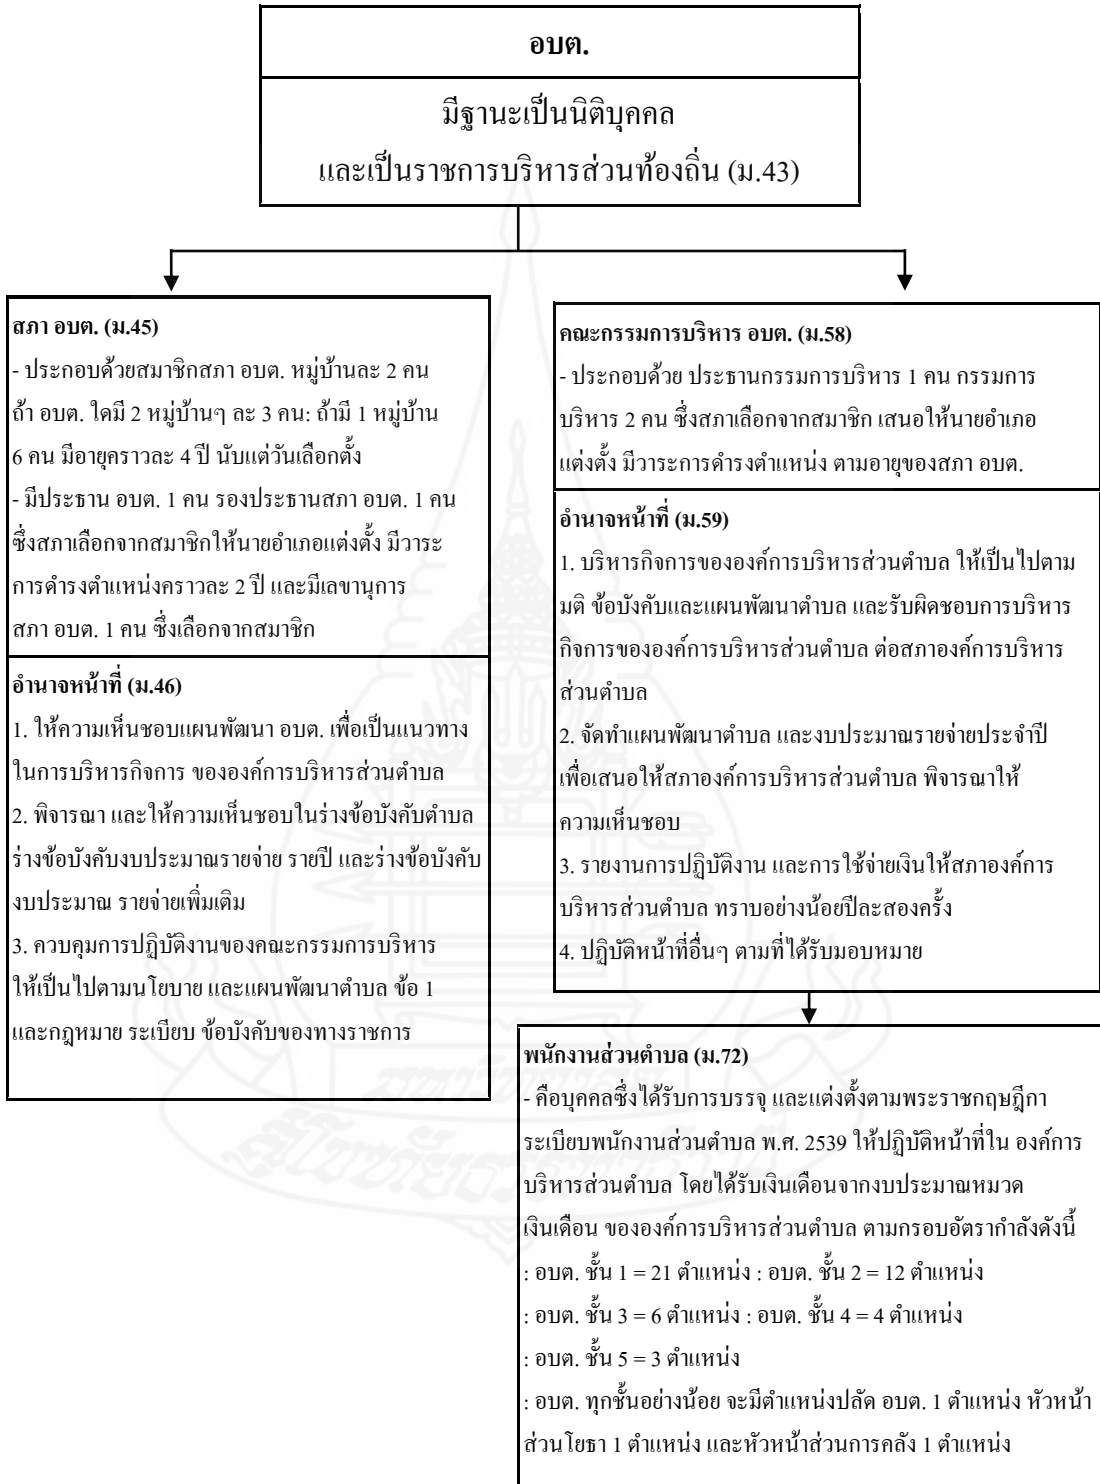 อบต.
มีฐานะเป็นนิติบุคคล
และเป็นราชการบริหารส่วนท้องถิ่น (ม.43)
สภา อบต. (ม.45)
- ประกอบด้วยสมาชิกสภา อบต. หมู่บ้านละ 2 คน
ถ้า อบต. ใดมี 2 หมู่บ้านๆ ละ 3 คน: ถ้ามี 1 หมู่บ้าน
6 คน มีอายุคราวละ 4 ปี นับแต่วันเลือกตั้ง
- มีประธาน อบต. 1 คน รองประธานสภา อบต. 1 คน
ซึ่งสภาเลือกจากสมาชิกให้นายอำเภอแต่งตั้ง มีวาระ
การดำรงตำแหน่งคราวละ 2 ปี และมีเลขานุการ
สภา อบต. 1 คน ซึ่งเลือกจากสมาชิก
อำนาจหน้าที่ (ม.46)
1. ให้ความเห็นชอบแผนพัฒนา อบต. เพื่อเป็นแนวทาง
ในการบริหารกิจการ ขององค์การบริหารส่วนตำบล
2. พิจารณา และให้ความเห็นชอบในร่างข้อบังคับตำบล
ร่างข้อบังคับงบประมาณรายจ่าย รายปี และร่างข้อบังคับ
งบประมาณ รายจ่ายเพิ่มเติม
3. ควบคุมการปฏิบัติงานของคณะกรรมการบริหาร
ให้เป็นไปตามนโยบาย และแผนพัฒนาตำบล ข้อ 1
และกฎหมาย ระเบียบ ข้อบังคับของทางราชการ
คณะกรรมการบริหาร อบต. (ม.58)
- ประกอบด้วย ประธานกรรมการบริหาร 1 คน กรรมการ
บริหาร 2 คน ซึ่งสภาเลือกจากสมาชิก เสนอให้นายอำเภอ
แต่งตั้ง มีวาระการดำรงตำแหน่ง ตามอายุของสภา อบต.
อำนาจหน้าที่ (ม.59)
1. บริหารกิจการขององค์การบริหารส่วนตำบล ให้เป็นไปตาม
มติ ข้อบังคับและแผนพัฒนาตำบล และรับผิดชอบการบริหาร
กิจการขององค์การบริหารส่วนตำบล ต่อสภาองค์การบริหาร
ส่วนตำบล
2. จัดทำแผนพัฒนาตำบล และงบประมาณรายจ่ายประจำปี
เพื่อเสนอให้สภาองค์การบริหารส่วนตำบล พิจารณาให้
ความเห็นชอบ
3. รายงานการปฏิบัติงาน และการใช้จ่ายเงินให้สภาองค์การ
บริหารส่วนตำบล ทราบอย่างน้อยปีละสองครั้ง
4. ปฏิบัติหน้าที่อื่นๆ ตามที่ได้รับมอบหมาย
พนักงานส่วนตำบล (ม.72)
- คือบุคคลซึ่งได้รับการบรรจุ และแต่งตั้งตามพระราชกฤษฎีกา
ระเบียบพนักงานส่วนตำบล พ.ศ. 2539 ให้ปฏิบัติหน้าที่ใน องค์การ
บริหารส่วนตำบล โดยได้รับเงินเดือนจากงบประมาณหมวด
เงินเดือน ขององค์การบริหารส่วนตำบล ตามกรอบอัตรากำลังดังนี้
: อบต. ชั้น 1 = 21 ตำแหน่ง : อบต. ชั้น 2 = 12 ตำแหน่ง
: อบต. ชั้น 3 = 6 ตำแหน่ง : อบต. ชั้น 4 = 4 ตำแหน่ง
: อบต. ชั้น 5 = 3 ตำแหน่ง
: อบต. ทุกชั้นอย่างน้อย จะมีตำแหน่งปลัด อบต. 1 ตำแหน่ง หัวหน้า
ส่วนโยธา 1 ตำแหน่ง และหัวหน้าส่วนการคลัง 1 ตำแหน่ง